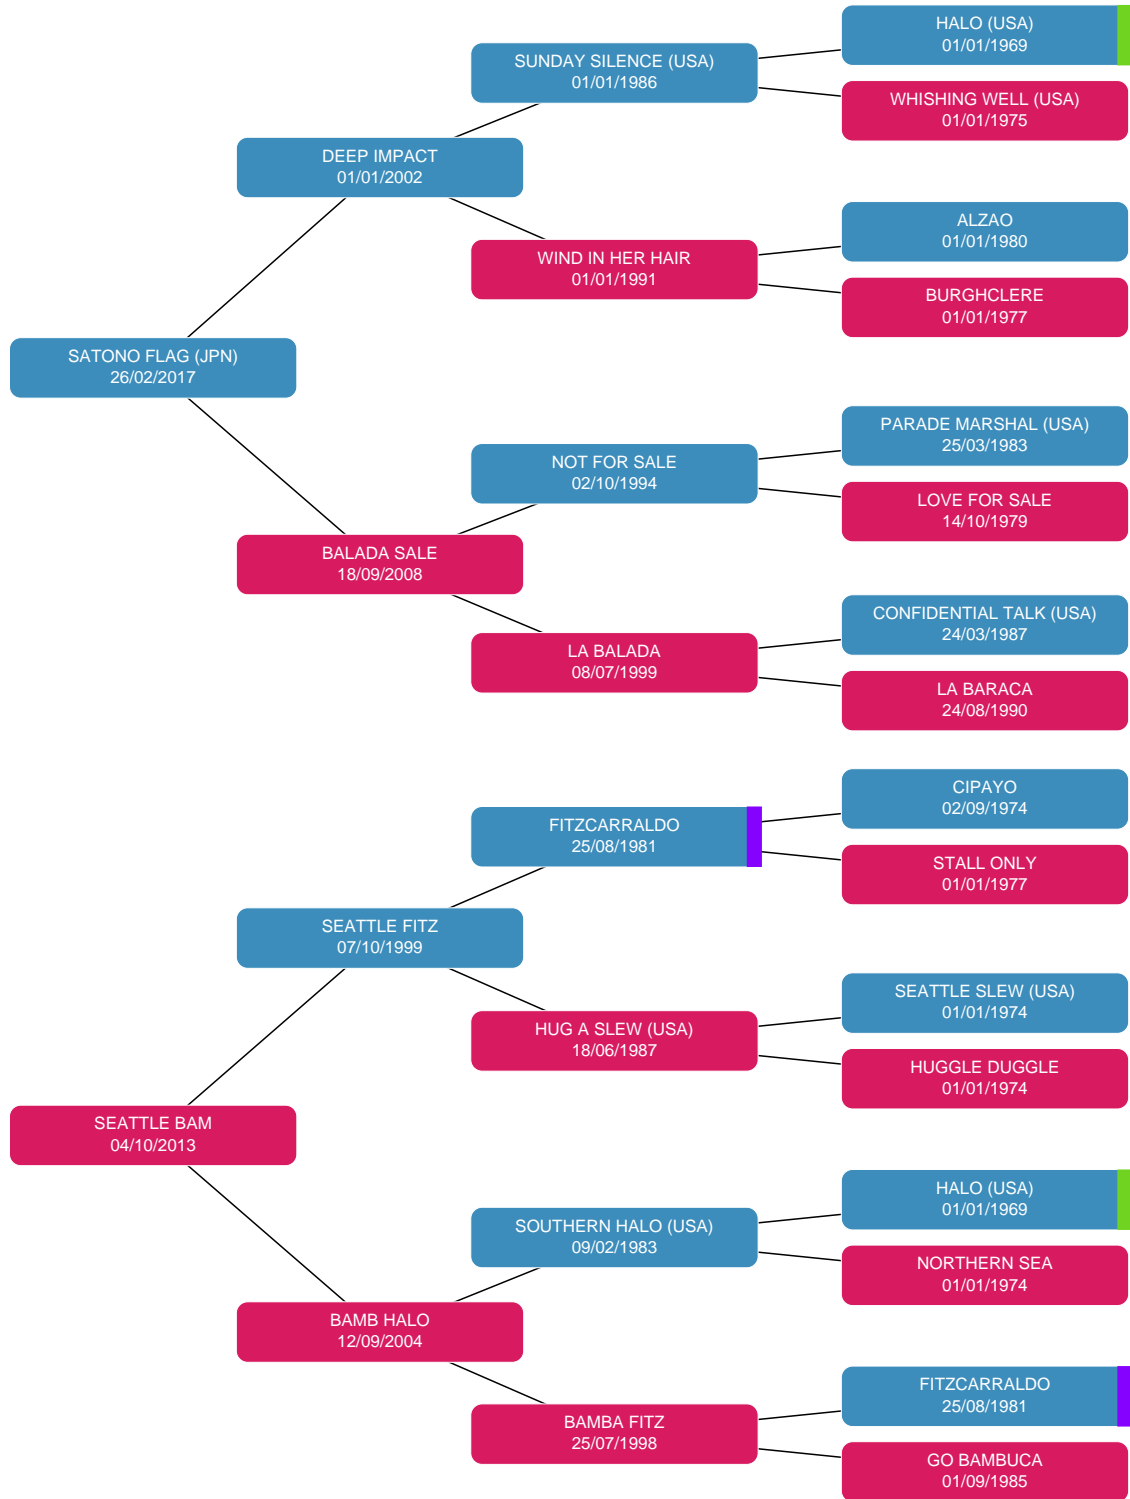 HALO (USA)
01/01/1969
SUNDAY SILENCE (USA)
01/01/1986
WHISHING WELL (USA)
01/01/1975
DEEP IMPACT
01/01/2002
ALZAO
01/01/1980
WIND IN HER HAIR
01/01/1991
BURGHCLERE
01/01/1977
SATONO FLAG (JPN)
26/02/2017
PARADE MARSHAL (USA)
25/03/1983
NOT FOR SALE
02/10/1994
LOVE FOR SALE
14/10/1979
BALADA SALE
18/09/2008
CONFIDENTIAL TALK (USA)
24/03/1987
LA BALADA
08/07/1999
LA BARACA
24/08/1990
CIPAYO
02/09/1974
FITZCARRALDO
25/08/1981
STALL ONLY
01/01/1977
SEATTLE FITZ
07/10/1999
SEATTLE SLEW (USA)
01/01/1974
HUG A SLEW (USA)
18/06/1987
HUGGLE DUGGLE
01/01/1974
SEATTLE BAM
04/10/2013
HALO (USA)
01/01/1969
SOUTHERN HALO (USA)
09/02/1983
NORTHERN SEA
01/01/1974
BAMB HALO
12/09/2004
FITZCARRALDO
25/08/1981
BAMBA FITZ
25/07/1998
GO BAMBUCA
01/09/1985